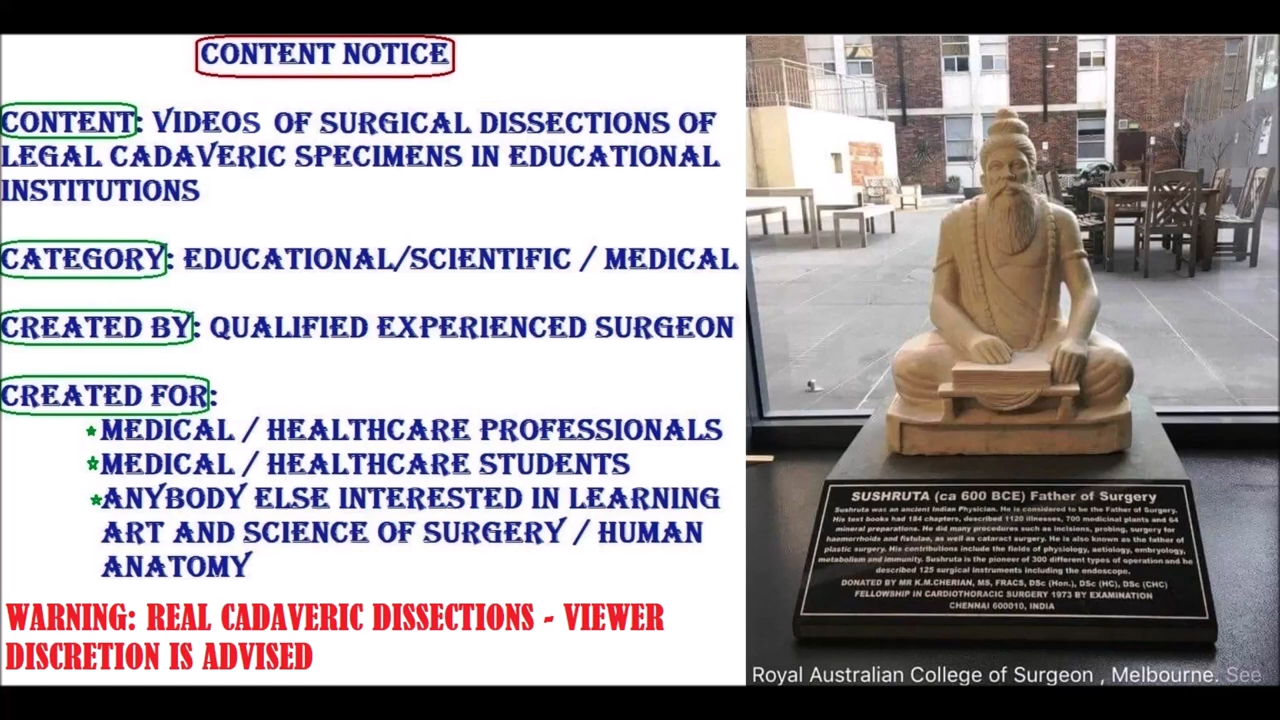 CONTENT NOTICE
CONTENT: VIDEOS OF SURGICAL DISSECTIONS OF
LEGAL CADAVERIC SPECIMENS IN EDUCATIONAL
INSTITUTIONS
CATEGORY: EDUCATIONAL/SCIENTIFIC / MEDICAL
CREATED BY: QUALIFIED EXPERIENCED SURGEON
CREATED FOR:
*MEDICAL / HEALTHCARE PROFESSIONALS
*MEDICAL / HEALTHCARE STUDENTS
*ANYBODY ELSE INTERESTED IN LEARNING
ART AND SCIENCE OF SURGERY / HUMAN
ANATOMY
WARNING: REAL CADAVERIC DISSECTIONS - VIEWER
DISCRETION IS ADVISED
SUSHRUTA (ca 600 BCE) Father of Surgery
Sushruta was an ancient Indian Physician. He is considered to be the Father of Surgery.
His text books had 184 chapters, described 1120 illnesses, 700 medicinal plants and 64
mineral preparations. He did many procedures such as incisions, probing, surgery for
haemorrhoids and fistulae, as well as cataract surgery. He is also known as the father of
plastic surgery. His contributions include the fields of physiology, aetiology, embryology,
metabolism and immunity. Sushruta is the pioneer of 300 different types of operation and he
described 125 surgical instruments including the endoscope.
DONATED BY MR K.M.CHERIAN, MS, FRACS, DSc (Hon.), DSc (HC), DSc (CHC)
FELLOWSHIP IN CARDIOTHORACIC SURGERY 1973 BY EXAMINATION
CHENNAI 600010, INDIA
Royal Australian College of Surgeon , Melbourne. See